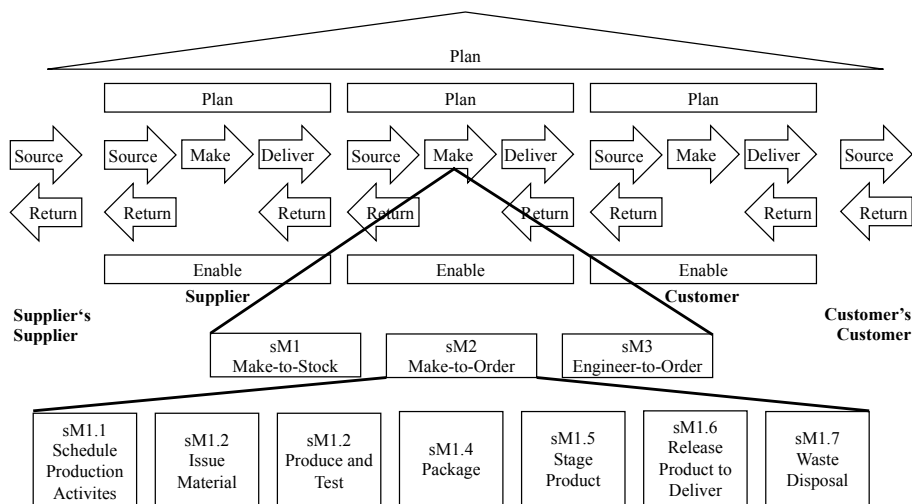 Plan
Plan Plan Plan
Source Source Make Deliver Source Make Deliver Source Make Deliver Source
Return Return Return Return Return Return Return Return
Enable Enable Enable
Supplier Customer
Supplier‘s
Supplier
Customer’s
Customer
sM1
Make-to-Stock
sM2
Make-to-Order
sM3
Engineer-to-Order
sM1.1
Schedule
Production
Activites
sM1.2
Issue
Material
sM1.2
Produce and
Test
sM1.4
Package
sM1.5
Stage
Product
sM1.6
Release
Product to
Deliver
sM1.7
Waste
Disposal